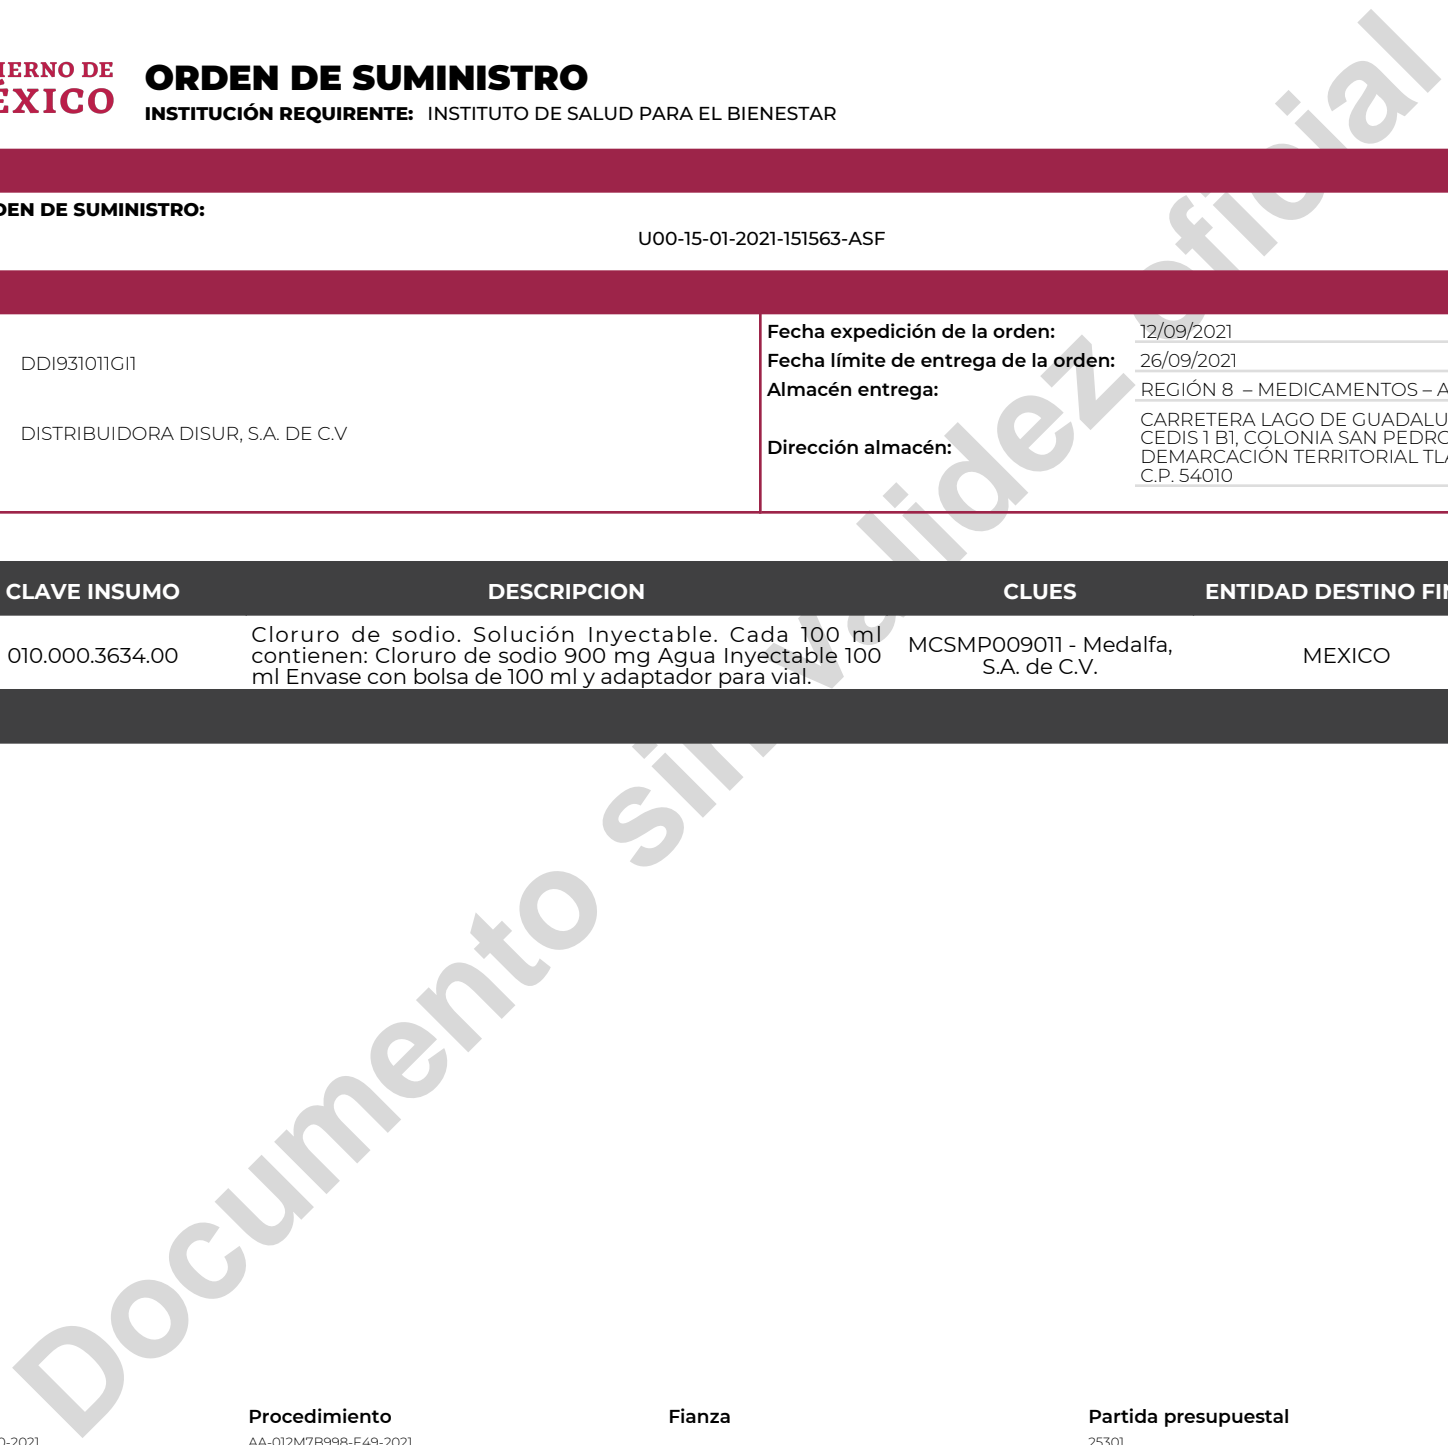 ORDEN DE SUMINISTRO
INSTITUCIÓN REQUIRENTE: INSTITUTO DE SALUD PARA EL BIENESTAR
DE
XICO
DE SUMINISTRO:
U00-15-01-2021-151563-ASF
DDI931011GI1
DISTRIBUIDORA DISUR, S.A. DE C.V
Fecha expedición de la orden: 12/09/2021
Fecha límite de entrega de la orden: 26/09/2021
Almacén entrega: REGIÓN 8 – MEDICAMENTOS – A
Dirección almacén: CARRETERA LAGO DE GUADALU
CEDIS 1 B1, COLONIA SAN PEDRO
DEMARCACIÓN TERRITORIAL TLA
C.P. 54010
CLAVE INSUMO DESCRIPCION CLUES ENTIDAD DESTINO FIN
010.000.3634.00
Cloruro de sodio. Solución Inyectable. Cada 100 ml
contienen: Cloruro de sodio 900 mg Agua Inyectable 100
ml Envase con bolsa de 100 ml y adaptador para vial.
MCSMP009011 - Medalfa,
S.A. de C.V.
MEXICO
Documento sin validez oficial
Procedimiento Fianza Partida presupuestal
-2021 AA-012M7B998-E49-2021 25301